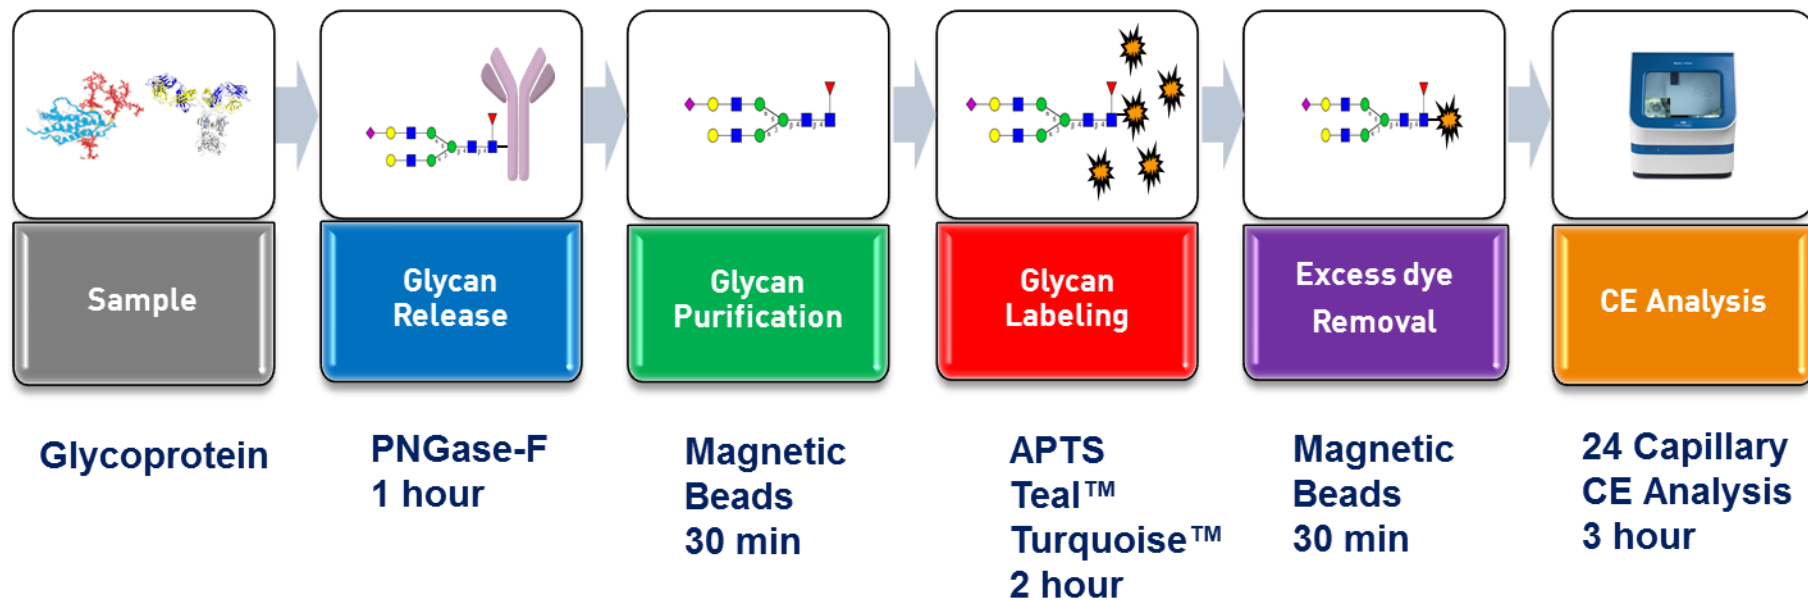 Sample
Glycan
Release
Glycan
Purification
Glycan
Labeling
Excess dye
Removal
CE Analysis
Glycoprotein
PNGase-F
1 hour
Magnetic
Beads
30 min
APTS
Teal™
Turquoise™
2 hour
Magnetic
Beads
30 min
24 Capillary
CE Analysis
3 hour